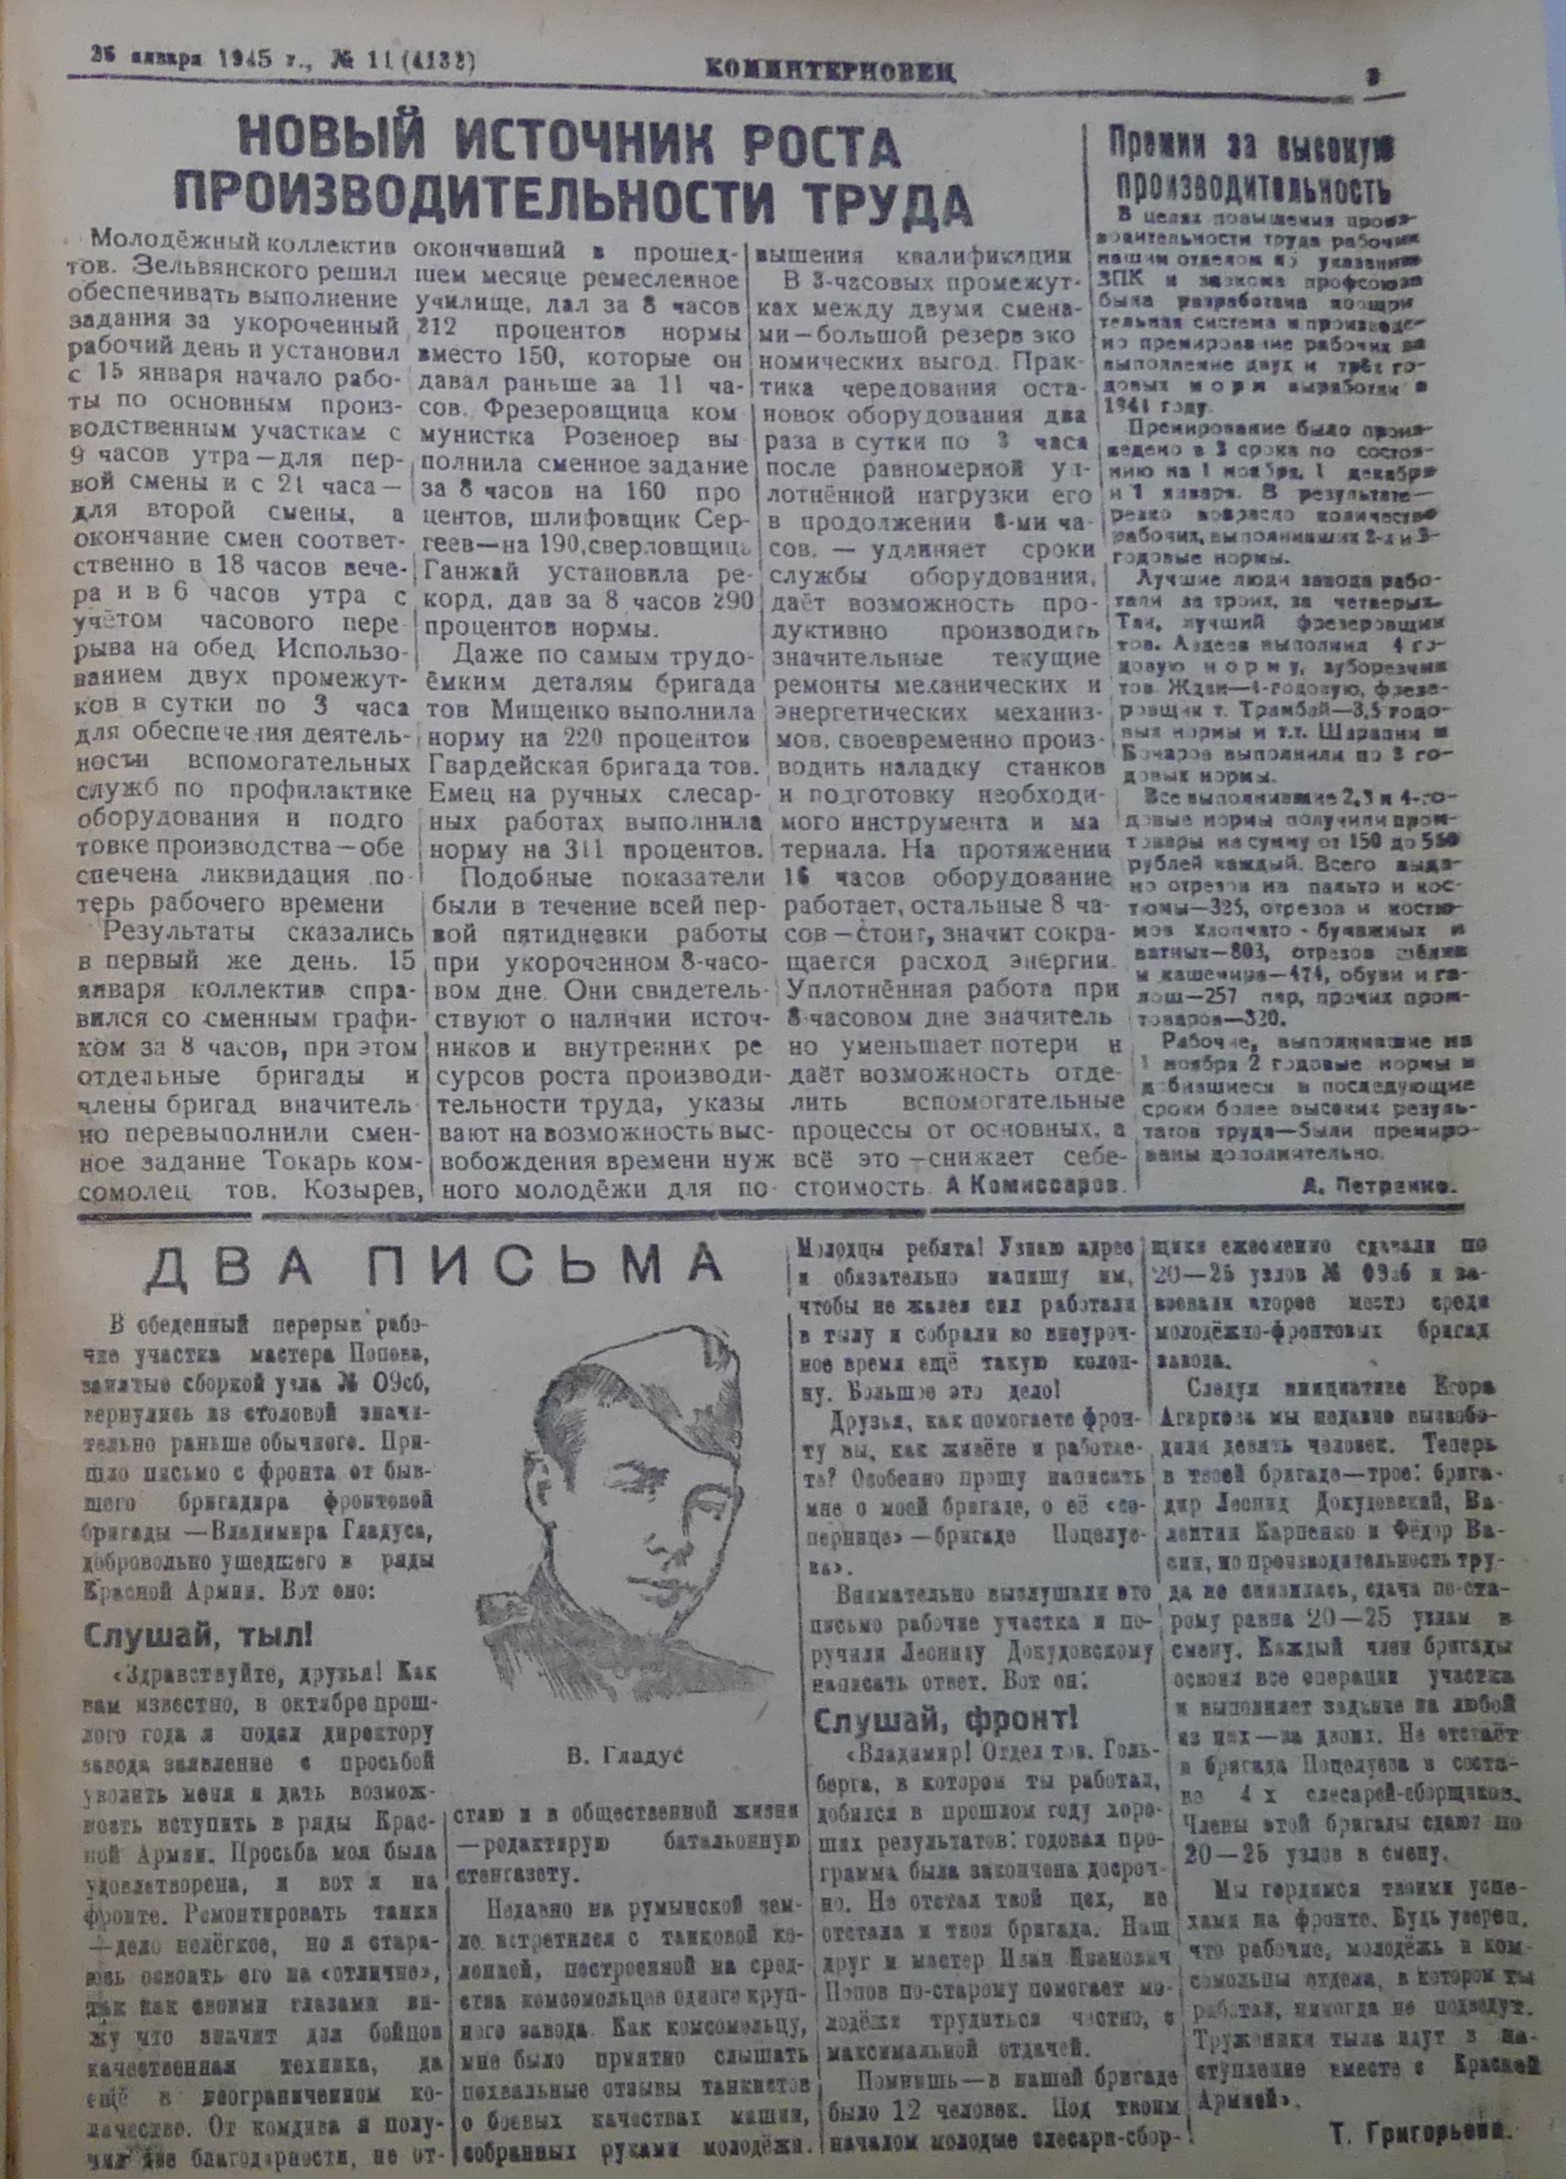 26 января 1945 г., № 11 (4132)
КОМИНТЕРНОВЕЦ
3
НОВЫЙ ИСТОЧНИК РОСТА
ПРОИЗВОДИТЕЛЬНОСТИ ТРУДА
Молодёжный коллектив
тов. Зельвянского решил
обеспечивать выполнение
задания за укороченный
рабочий день и установил
с 15 января начало рабо-
ты по основным произ-
водственным участкам с
9 часов утра—для пер-
вой смены и с 21 часа—
для второй смены, а
окончание смен соответ-
ственно в 18 часов вече-
ра и в 6 часов утра с
учётом часового пере
рыва на обед Использо-
ванием двух промежут-
ков в сутки по 3 часа
для обеспечения деятель-
ности вспомогательных
служб по профилактике
оборудования и подго
товке производства—обе
спечена ликвидация по-
терь рабочего времени
Результаты сказались
в первый же день. 15
января коллектив спра-
вился со сменным графи-
ком за 8 часов, при этом
отдельные бригады и
члены бригад значитель
но перевыполнили смен-
ное задание Токарь ком-
сомолец тов. Козырев,
окончивший в прошед-
шем месяце ремесленное
училище, дал за 8 часов
212 процентов нормы
вместо 150, которые он
давал раньше за 11 ча-
сов. Фрезеровщица ком
мунистка Розеноер вы
полнила сменное задание
за 8 часов на 160 про
центов, шлифовщик Сер-
геев—на 190, сверловщица
Ганжай установила ре-
корд, дав за 8 часов 290
процентов нормы.
Даже по самым трудо-
ёмким деталям бригада
тов Мищенко выполнила
норму на 220 процентов
Гвардейская бригада тов.
Емец на ручных слесар-
ных работах выполнила
норму на 311 процентов.
Подобные показатели
были в течение всей пер-
вой пятидневки работы
при укороченном 8-часо-
вом дне. Они свидетель-
ствуют о наличии источ-
ников и внутренних ре
сурсов роста производи-
тельности труда, указы
вают на возможность выс-
вобождения времени нуж
ного молодёжи для по-
вышения квалификации
В 3-часовых промежут-
ках между двумя смена-
ми—большой резерв эко
номических выгод. Прак-
тика чередования оста-
новок оборудования два
раза в сутки по 3 часа
после равномерной уп-
лотнённой нагрузки его
в продолжении 8-ми ча-
сов. — удлиняет сроки
службы оборудования,
даёт возможность про-
дуктивно производить
значительные текущие
ремонты механических и
энергетических механиз-
мов, своевременно произ-
водить наладку станков
и подготовку необходи-
мого инструмента и ма
териала. На протяжении
16 часов оборудование
работает, остальные 8 ча-
сов—стоит, значит сокра-
щается расход энергии.
Уплотнённая работа при
8-часовом дне значитель
но уменьшает потери и
даёт возможность отде-
лить вспомогательные
процессы от основных, а
всё это—снижает себе-
стоимость. А Комиссаров.
Премии за высокую
производительность
В целях повышения произ-
водительности труда рабочих
нашим отделом по указанию
ЗПК и завкома профсоюза
была разработана поощри
тельная система и производе-
но премирование рабочих за
выполнение двух и трёх го-
довых норм выработки в
1944 году.
Премирование было произ-
ведено в 3 срока по состоя-
нию на 1 ноября, 1 декабря
и 1 января. В результате—
резко возросло количество
рабочих, выполнивших 2-х и 3-
годовые нормы.
Лучшие люди завода рабо-
тали за троих, за четверых.
Так, лучший фрезеровщик
тов. Авдеев выполнил 4 го-
довую норму, зуборезчик
тов. Ждан—4-годовую, фрезе-
ровщик т. Трамбай—3,5 годо-
вых нормы и т.т. Шарапин и
Бочаров выполнили по 3 го-
довых нормы.
Все выполнившие 2,3 и 4-го-
довые нормы получили пром-
товары на сумму от 150 до 550
рублей каждый. Всего выда-
но отрезов на пальто и кос-
тюмы—325, отрезов и костю-
мов хлопчато-бумажных и
ватных—803, отрезов шёлка
и кашемира—474, обуви и га-
лош—257 пар, прочих пром-
товаров—320.
Рабочие, выполнившие на
1 ноября 2 годовые нормы и
добившиеся в последующие
сроки более высоких резуль-
татов труда—были премиро-
ваны дополнительно.
А. Петренко.
ДВА ПИСЬМА
В обеденный перерыв рабо-
чие участка мастера Попова,
занятые сборкой узла № 09сб,
вернулись из столовой значи-
тельно раньше обычного. При-
шло письмо с фронта от быв-
шего бригадира фронтовой
бригады —Владимира Гладуса,
добровольно ушедшего в ряды
Красной Армии. Вот оно:
Слушай, тыл!
«Здравствуйте, друзья! Как
вам известно, в октябре прош-
лого года я подал директору
завода заявление с просьбой
уволить меня и дать возмож-
ность вступить в ряды Крас-
ной Армии. Просьба моя была
удовлетворена, и вот я на
фронте. Ремонтировать танки
—дело нелёгкое, но я стара-
юсь освоить его на «отлично»,
так как своими глазами ви-
жу что значит для бойцов
качественная техника, да
ещё в неограниченном ко-
личестве. От комдива я полу-
чил две благодарности, не от-
В. Гладус
стаю и в общественной жизни
—редактирую батальонную
стенгазету.
Недавно на румынской зем-
ле встретился с танковой ко-
лонной, построенной на сред-
ства комсомольцев одного круп-
ного завода. Как комсомольцу,
мне было приятно слышать
похвальные отзывы танкистов
о боевых качествах машин,
собранных руками молодёжи.
Молодцы ребята! Узнаю адрес
и обязательно напишу им,
чтобы не жалея сил работали
в тылу и собрали во внеуроч-
ное время ещё такую колон-
ну. Большое это дело!
Друзья, как помогаете фрон-
ту вы, как живёте и работае-
те? Особенно прошу написать
мне о моей бригаде, о её «со-
пернице»—бригаде Поцелуе-
ва».
Внимательно выслушали это
письмо рабочие участка и по-
ручили Леониду Докудовскому
написать ответ. Вот он:
Слушай, фронт!
«Владимир! Отдел тов. Голь-
берга, в котором ты работал,
добился в прошлом году хоро-
ших результатов: годовая про-
грамма была закончена досроч-
но. Не отстал твой цех, не
отстала и твоя бригада. Наш
друг и мастер Иван Иванович
Попов по-старому помогает мо-
лодёжи трудиться честно, с
максимальной отдачей.
Помнишь—в нашей бригаде
было 12 человек. Под твоим
началом молодые слесари-сбор-
щики ежесменно сдавали по
20—25 узлов № 09сб и за-
воевали второе место среди
молодёжно-фронтовых бригад
завода.
Следуя инициативе Егора
Агаркова мы недавно высвобо-
дили девять человек. Теперь
в твоей бригаде—трое: брига-
дир Леонид Докудовский, Ва-
лентин Карпенко и Фёдор Ва-
син, но производительность тру-
да не снизилась, сдача по-ста-
рому равна 20—25 узлам в
смену. Каждый член бригады
освоил все операции участка
и выполняет задание на любой
из них—за двоих. Не отстаёт
и бригада Поцелуева в соста-
ве 4 х слесарей-сборщиков.
Члены этой бригады сдают по
20—25 узлов в смену.
Мы гордимся твоими успе-
хами на фронте. Будь уверен,
что рабочие, молодёжь и ком-
сомольцы отдела, в котором ты
работал, никогда не подведут.
Труженики тыла идут в на-
ступление вместе с Красной
Армией».
Т. Григорьева.